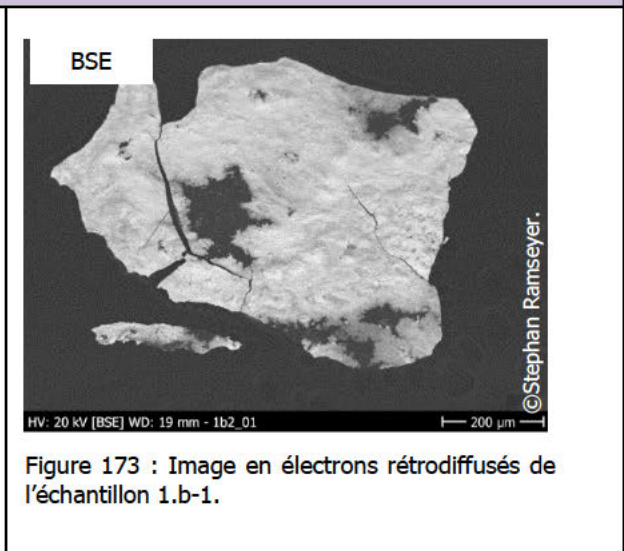 BSE
©Stephan Ramseyer.
HV: 20 kV [BSE] WD: 19 mm - 1b2_01
200 µm
Figure 173 : Image en électrons rétrodiffusés de
l'échantillon 1.b-1.